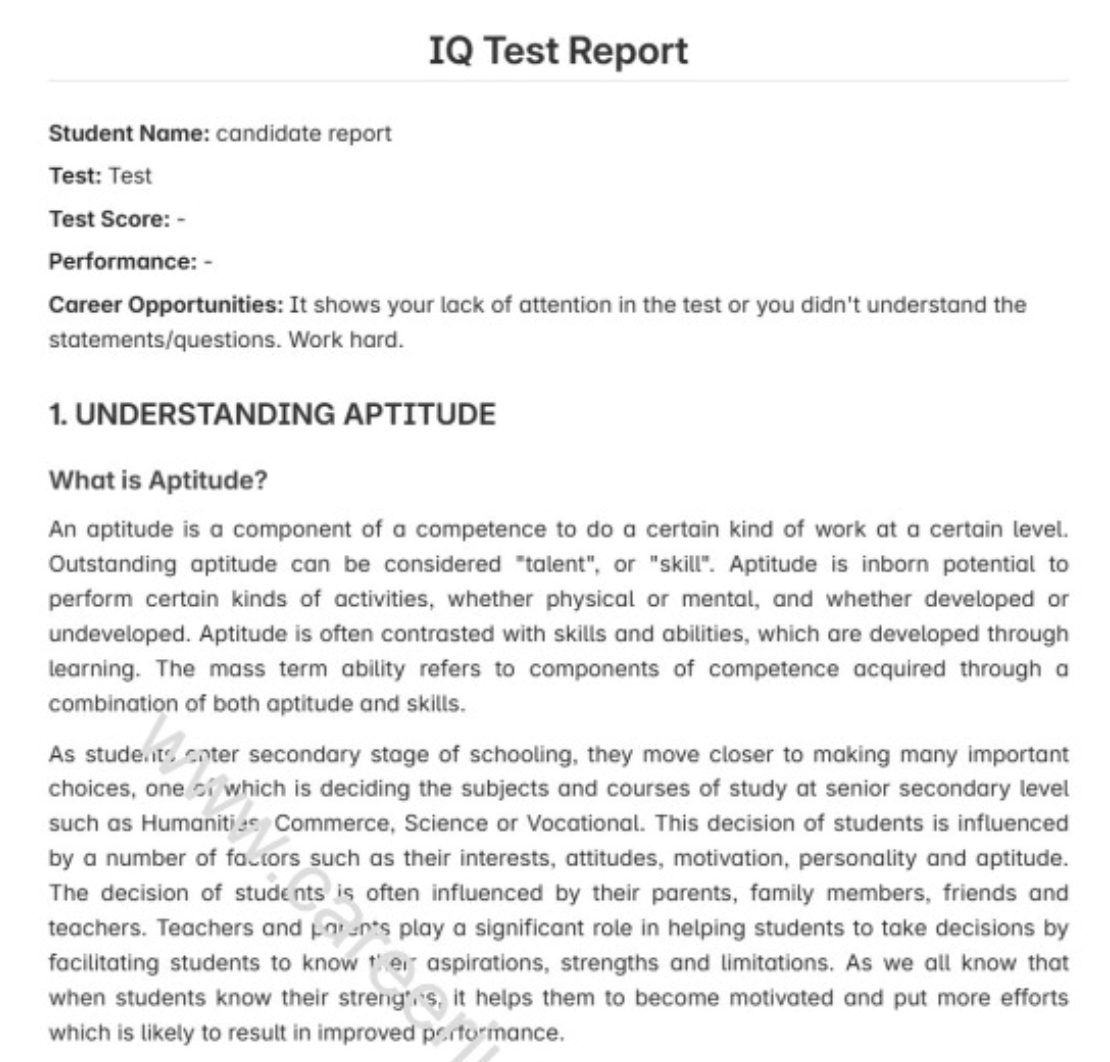 IQ Test Report
Student Name: candidate report
Test: Test
Test Score: -
Performance: -
Career Opportunities: It shows your lack of attention in the test or you didn't understand the
statements/questions. Work hard.
1. UNDERSTANDING APTITUDE
What is Aptitude?
An aptitude is a component of a competence to do a certain kind of work at a certain level.
Outstanding aptitude can be considered "talent", or "skill". Aptitude is inborn potential to
perform certain kinds of activities, whether physical or mental, and whether developed or
undeveloped. Aptitude is often contrasted with skills and abilities, which are developed through
learning. The mass term ability refers to components of competence acquired through a
combination of both aptitude and skills.
As students enter secondary stage of schooling, they move closer to making many important
choices, one of which is deciding the subjects and courses of study at senior secondary level
such as Humanities, Commerce, Science or Vocational. This decision of students is influenced
by a number of factors such as their interests, attitudes, motivation, personality and aptitude.
The decision of students is often influenced by their parents, family members, friends and
teachers. Teachers and parents play a significant role in helping students to take decisions by
facilitating students to know their aspirations, strengths and limitations. As we all know that
when students know their strengths, it helps them to become motivated and put more efforts
which is likely to result in improved performance.